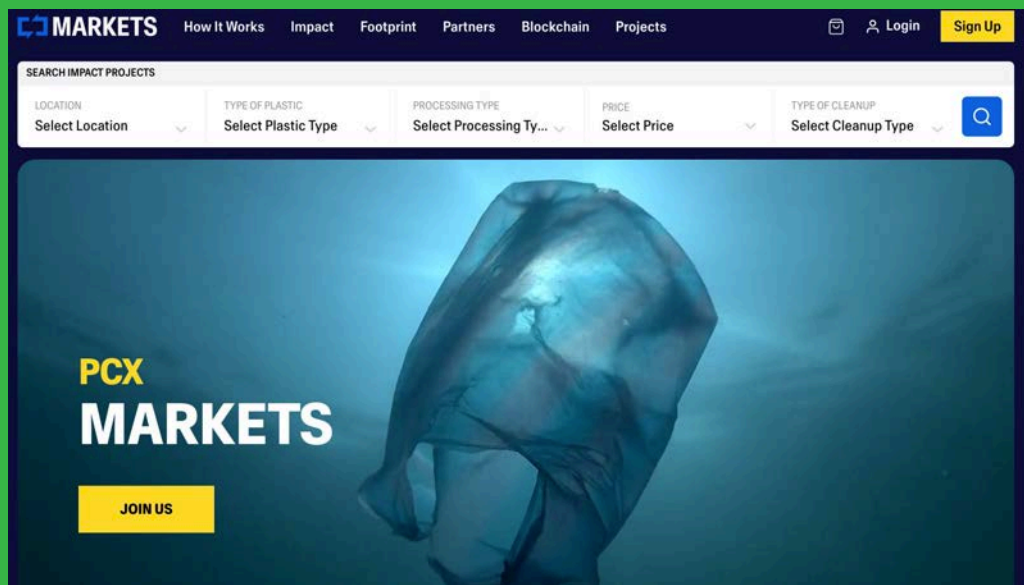 MARKETS
How It Works
Impact
Footprint
Partners
Blockchain
Projects
Login
Sign Up
SEARCH IMPACT PROJECTS
LOCATION
Select Location
TYPE OF PLASTIC
Select Plastic Type
PROCESSING TYPE
Select Processing Ty...
PRICE
Select Price
TYPE OF CLEANUP
Select Cleanup Type
PCX
MARKETS
JOIN US